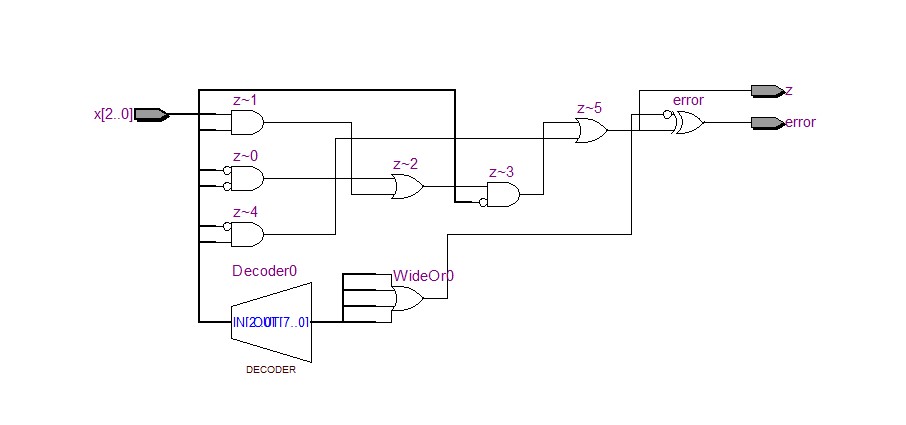 z
z~1
error
z~5
x[2..0]
error
z~0
z~2
z~3
z~4
Decoder0
WideOr0
IN[2..0]
OUT[7..0]
DECODER